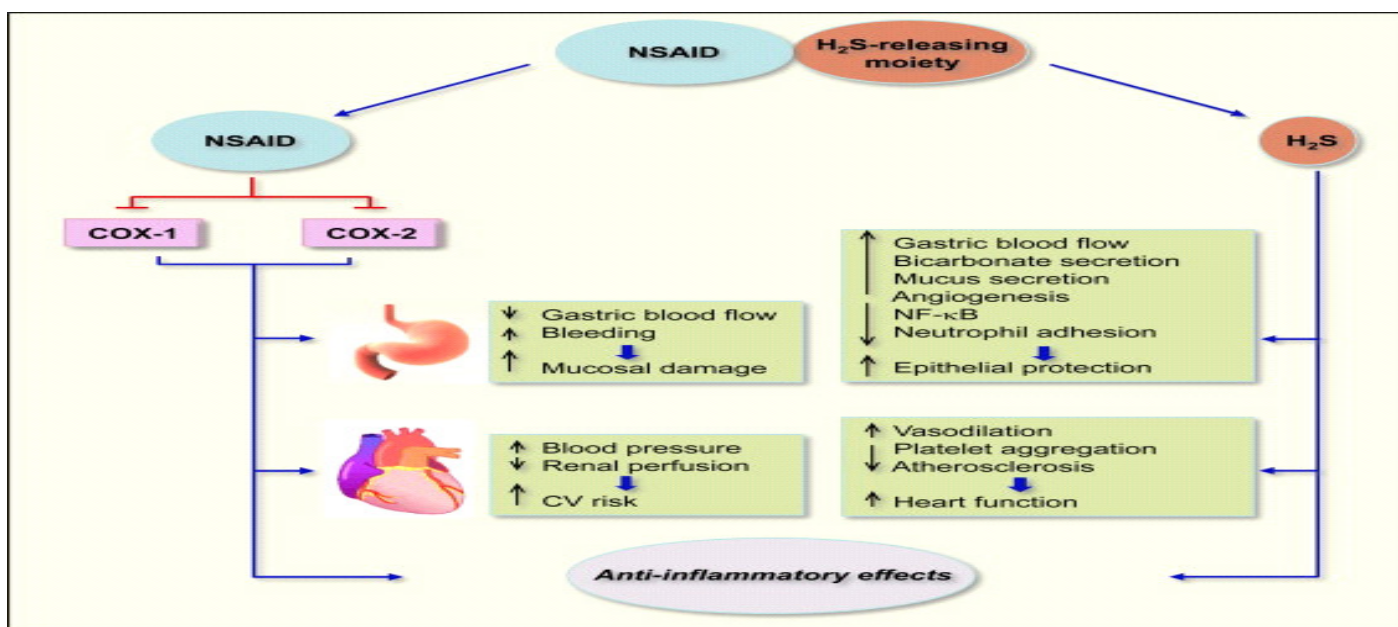 NSAID
H₂S-releasing
moiety
NSAID
H₂S
COX-1
COX-2
↓ Gastric blood flow
↑ Bleeding
↑ Mucosal damage
↑ Gastric blood flow
Bicarbonate secretion
Mucus secretion
Angiogenesis
↓ NF-κB
Neutrophil adhesion
↑ Epithelial protection
↑ Blood pressure
↓ Renal perfusion
↑ CV risk
↑ Vasodilation
↓ Platelet aggregation
Atherosclerosis
↑ Heart function
Anti-inflammatory effects